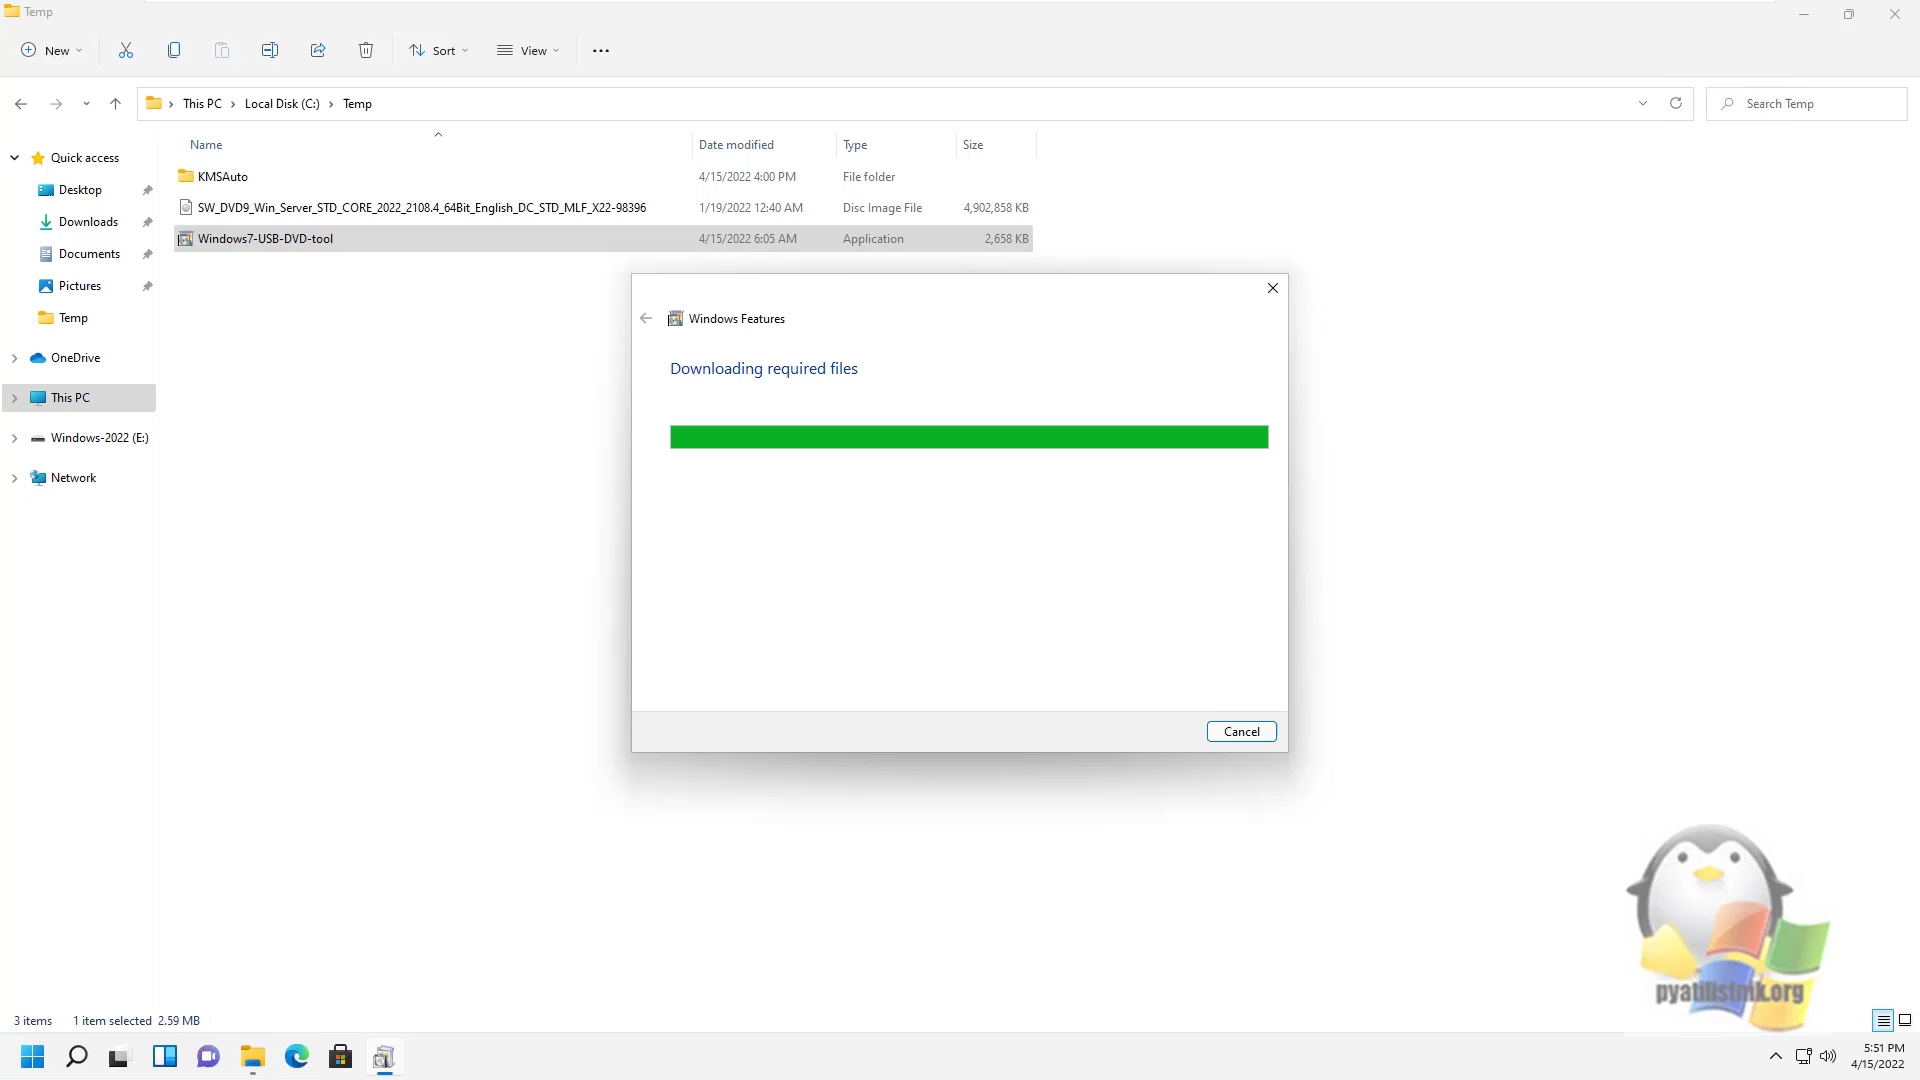 Temp
New
Sort
View
This PC
Local Disk (C:)
Temp
Search Temp
Name
Date modified
Type
Size
Quick access
Desktop
Downloads
Documents
Pictures
Temp
OneDrive
This PC
Windows-2022 (E:)
Network
KMSAuto
4/15/2022 4:00 PM
File folder
SW_DVD9_Win_Server_STD_CORE_2022_2108.4_64Bit_English_DC_STD_MLF_X22-98396
1/19/2022 12:40 AM
Disc Image File
4,902,858 KB
Windows7-USB-DVD-tool
4/15/2022 6:05 AM
Application
2,658 KB
Windows Features
Downloading required files
Cancel
pyatilistnik.org
3 items
1 item selected 2.59 MB
5:51 PM
4/15/2022